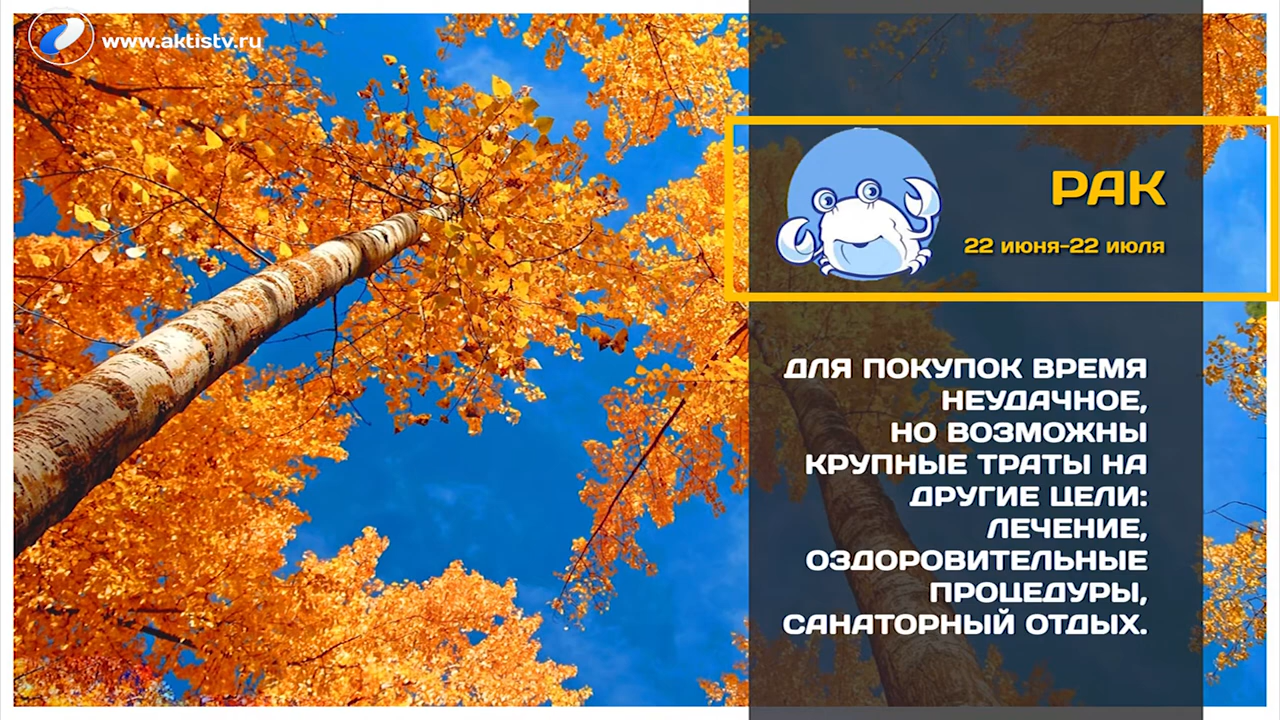 www.aktistv.ru
РАК
22 июня-22 июля
ДЛЯ ПОКУПОК ВРЕМЯ
НЕУДАЧНОЕ,
НО ВОЗМОЖНЫ
КРУПНЫЕ ТРАТЫ НА
ДРУГИЕ ЦЕЛИ:
ЛЕЧЕНИЕ,
ОЗДОРОВИТЕЛЬНЫЕ
ПРОЦЕДУРЫ,
САНАТОРНЫЙ ОТДЫХ.